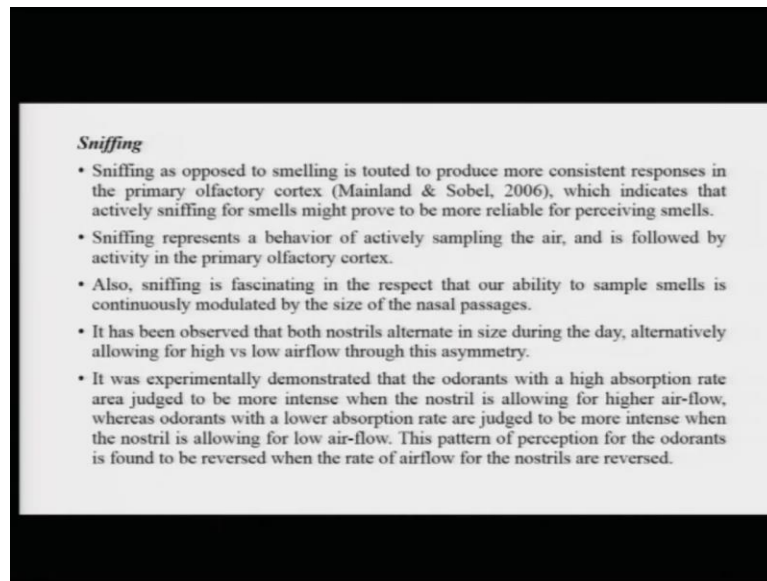 Sniffing
• Sniffing as opposed to smelling is touted to produce more consistent responses in
the primary olfactory cortex (Mainland & Sobel, 2006), which indicates that
actively sniffing for smells might prove to be more reliable for perceiving smells.
• Sniffing represents a behavior of actively sampling the air, and is followed by
activity in the primary olfactory cortex.
• Also, sniffing is fascinating in the respect that our ability to sample smells is
continuously modulated by the size of the nasal passages.
• It has been observed that both nostrils alternate in size during the day, alternatively
allowing for high vs low airflow through this asymmetry.
• It was experimentally demonstrated that the odorants with a high absorption rate
area judged to be more intense when the nostril is allowing for higher air-flow,
whereas odorants with a lower absorption rate are judged to be more intense when
the nostril is allowing for low air-flow. This pattern of perception for the odorants
is found to be reversed when the rate of airflow for the nostrils are reversed.